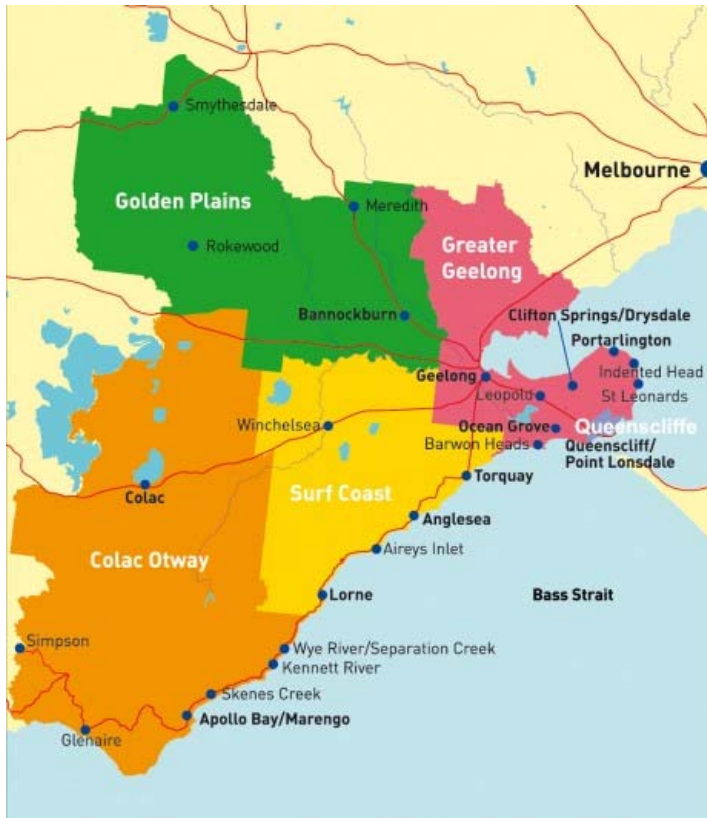 Smythesdale
Melbourne
Golden Plains
Meredith
Rokewood
Greater
Geelong
Bannockburn
Clifton Springs/Drysdale
Portarlington
Indented Head
Geelong
Leopold
St Leonards
Winchelsea
Ocean Grove
Queenscliffe
Barwon Heads
Queenscliff/
Point Lonsdale
Torquay
Colac
Surf Coast
Anglesea
Aireys Inlet
Colac Otway
Lorne
Bass Strait
Simpson
Wye River/Separation Creek
Kennett River
Skenes Creek
Apollo Bay/Marengo
Glenaire